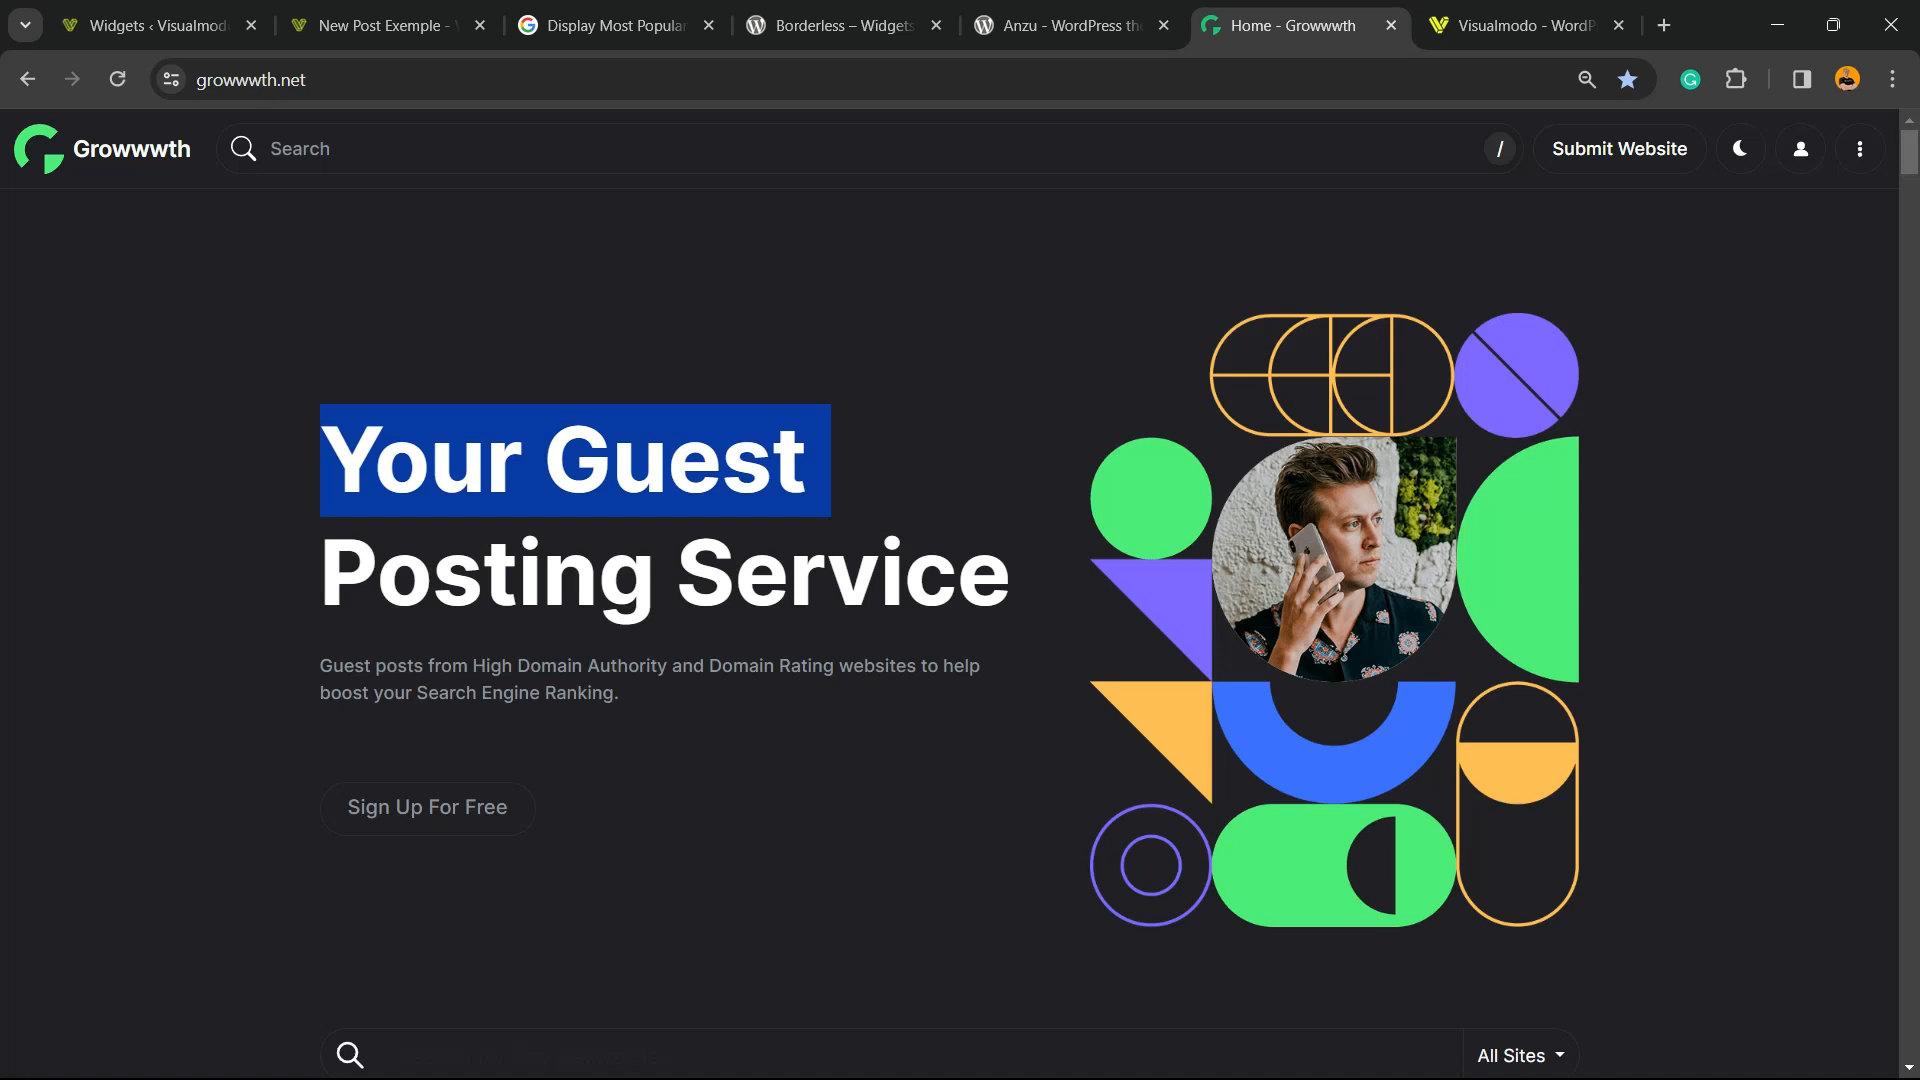 Widgets ‹ Visualmod
New Post Exemple -
Display Most Popula
Borderless – Widgets
Anzu - WordPress th
Home - Growwwth
Visualmodo - WordP
growwwth.net
Growwwth
Search
/
Submit Website
Your Guest
Posting Service
Guest posts from High Domain Authority and Domain Rating websites to help
boost your Search Engine Ranking.
Sign Up For Free
All Sites